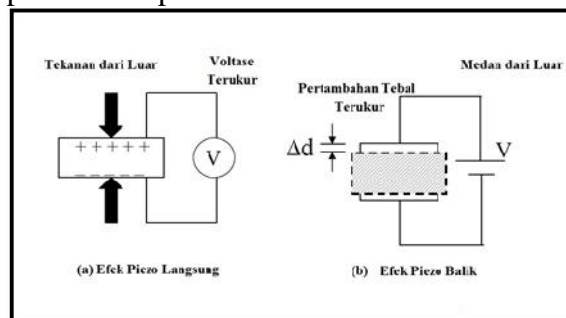 Tekanan dari Luar
Voltase
Terukur
+ + + + +
_ _ _ _ _
V
(a) Efek Piezo Langsung
Medan dari Luar
Pertambahan Tebal
Terukur
Δd
V
(b) Efek Piezo Balik